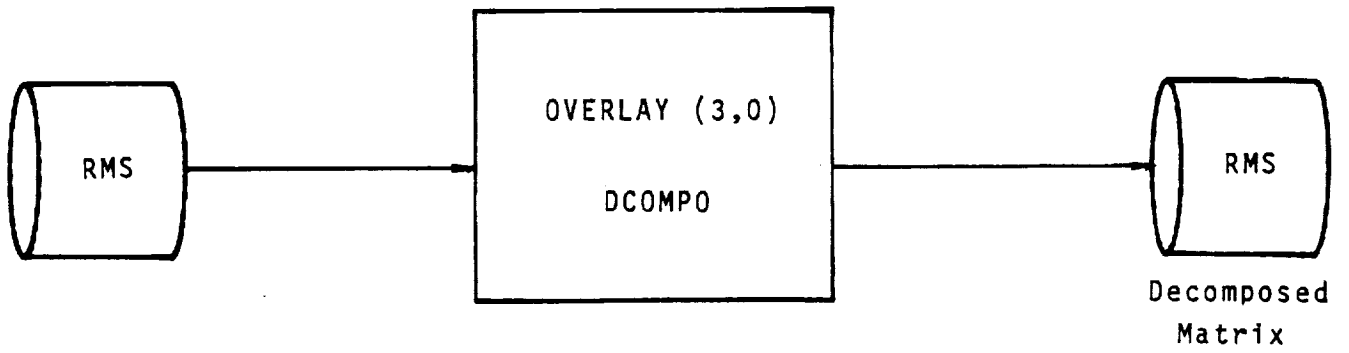 RMS
OVERLAY (3,0)
DCOMPO
RMS
Decomposed
Matrix